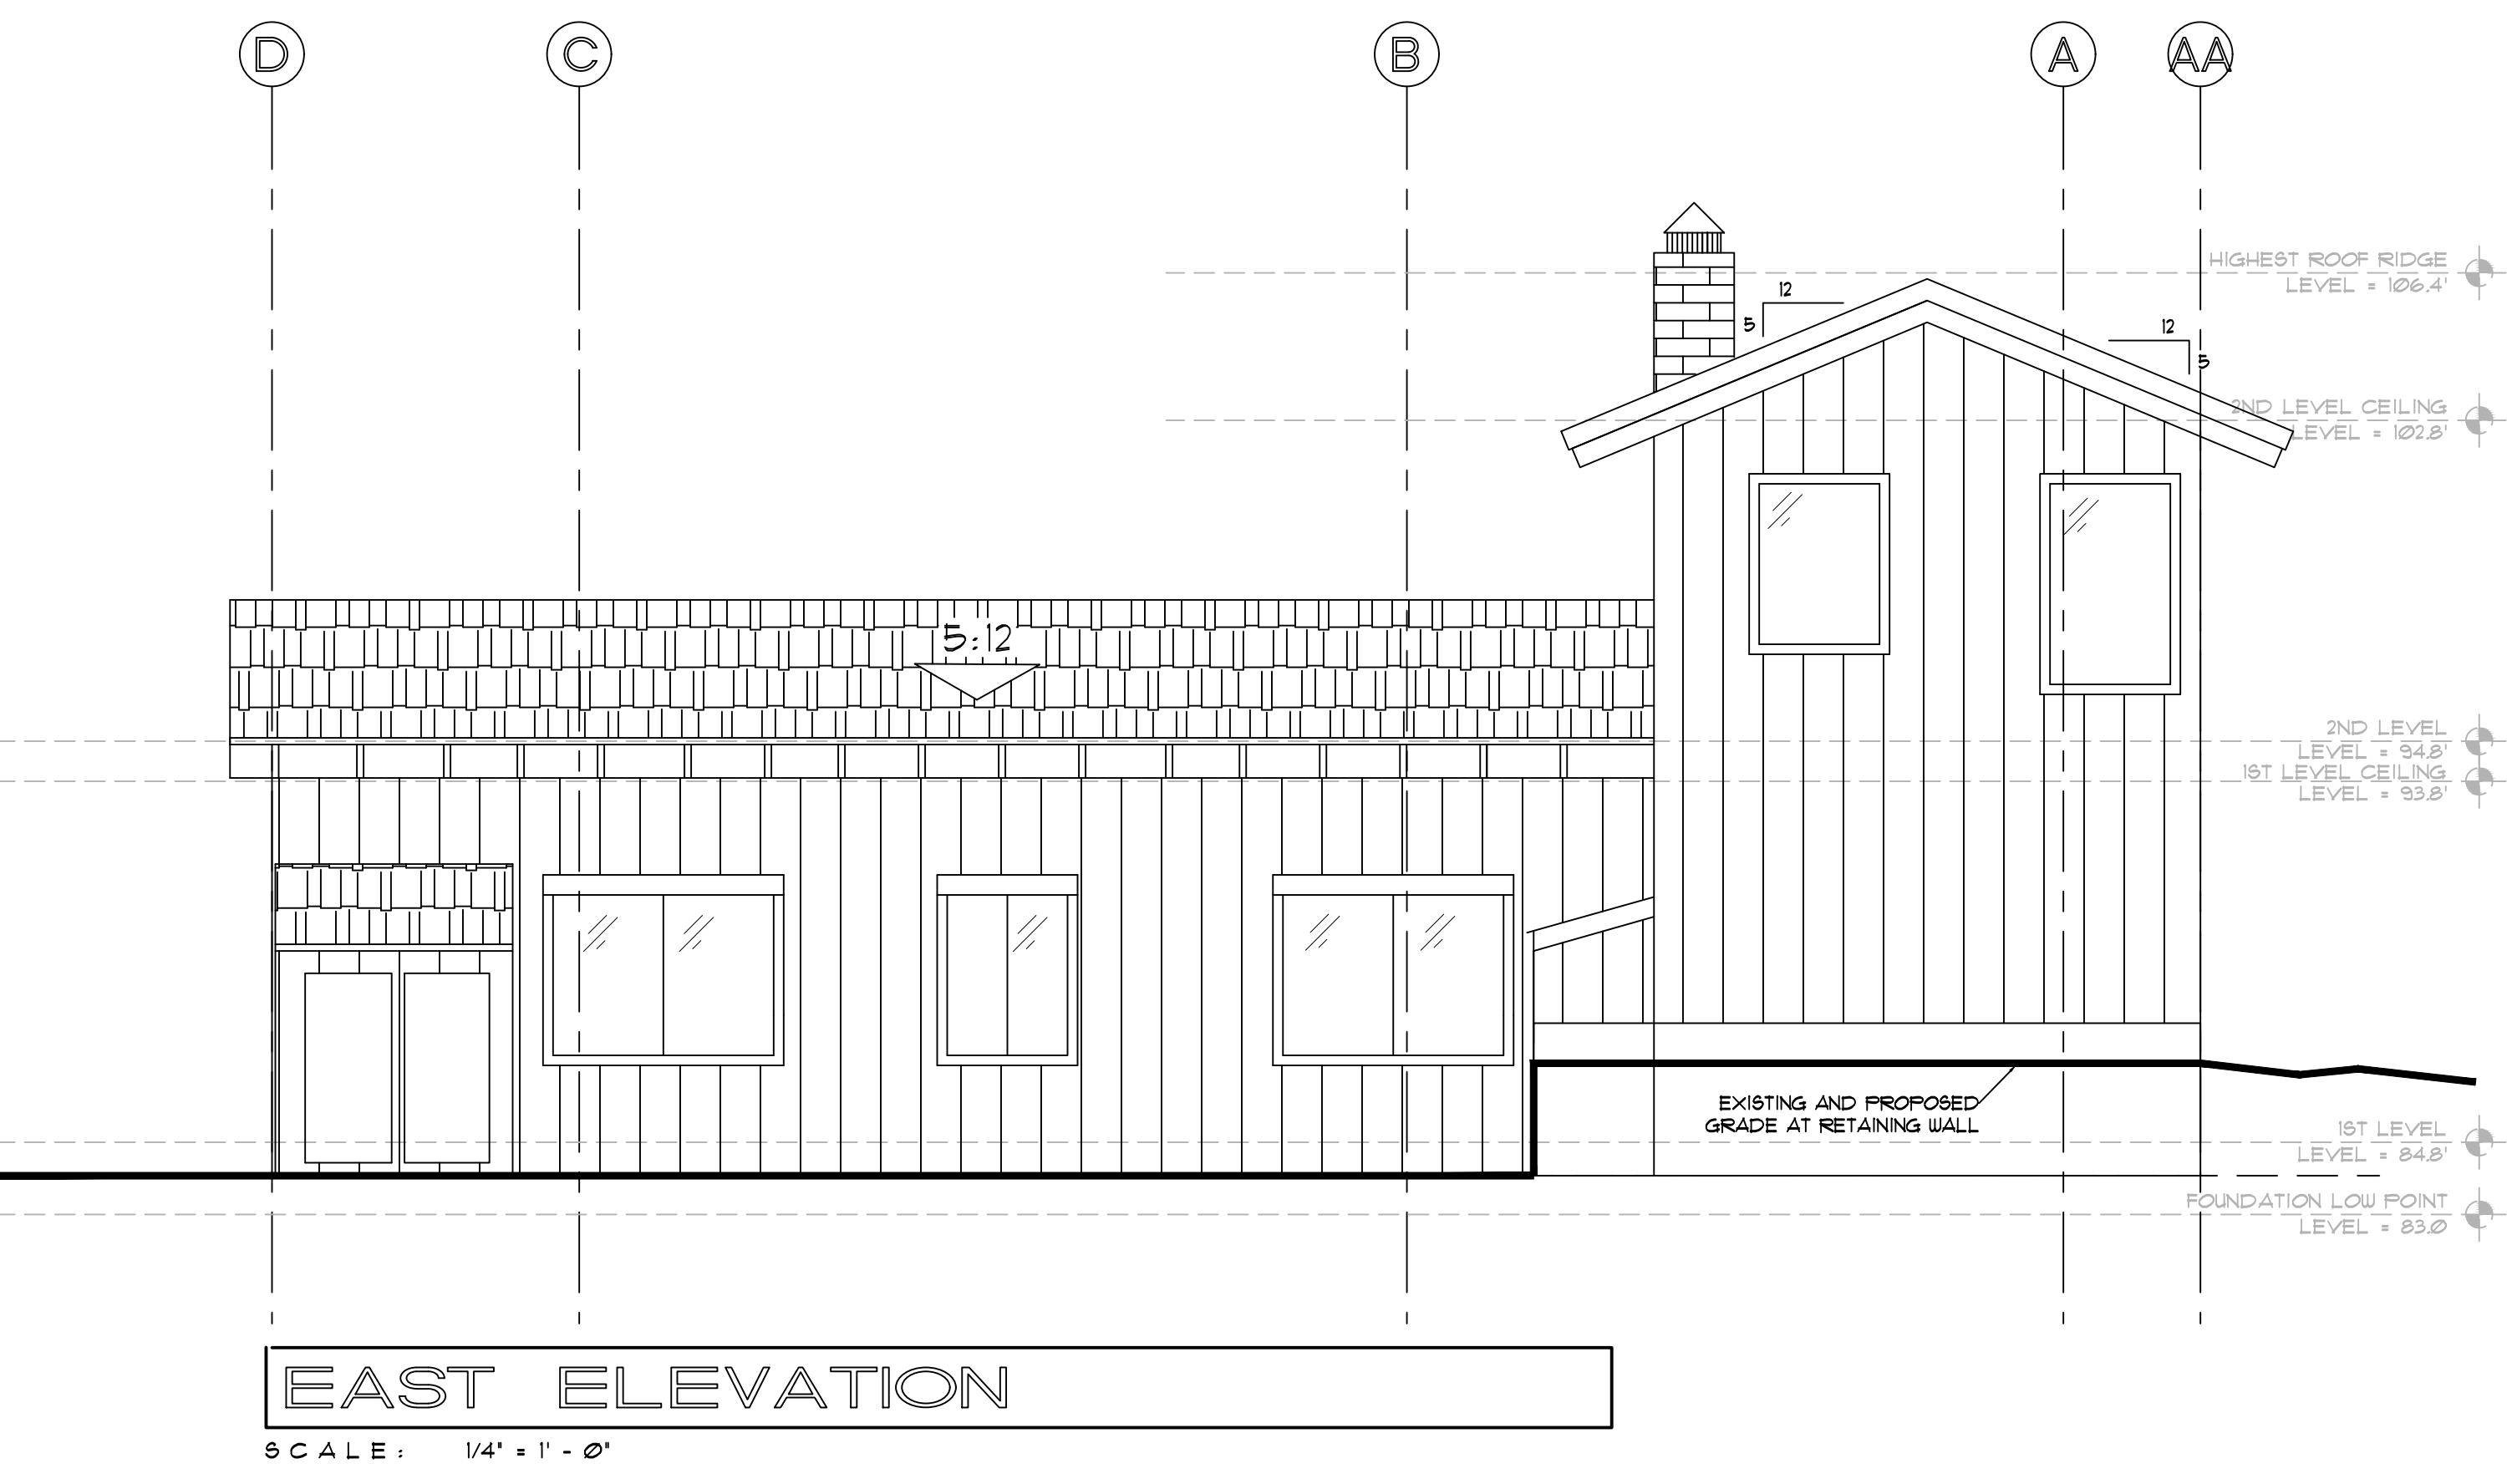 D
C
B
A
AA
HIGHEST ROOF RIDGE
LEVEL = 106.4'
12
5
12
5
2ND LEVEL CEILING
LEVEL = 102.8'
5:12
2ND LEVEL
LEVEL = 94.8'
1ST LEVEL CEILING
LEVEL = 93.8'
EXISTING AND PROPOSED
GRADE AT RETAINING WALL
1ST LEVEL
LEVEL = 84.8'
FOUNDATION LOW POINT
LEVEL = 83.0
EAST ELEVATION
SCALE: 1/4" = 1' - 0"